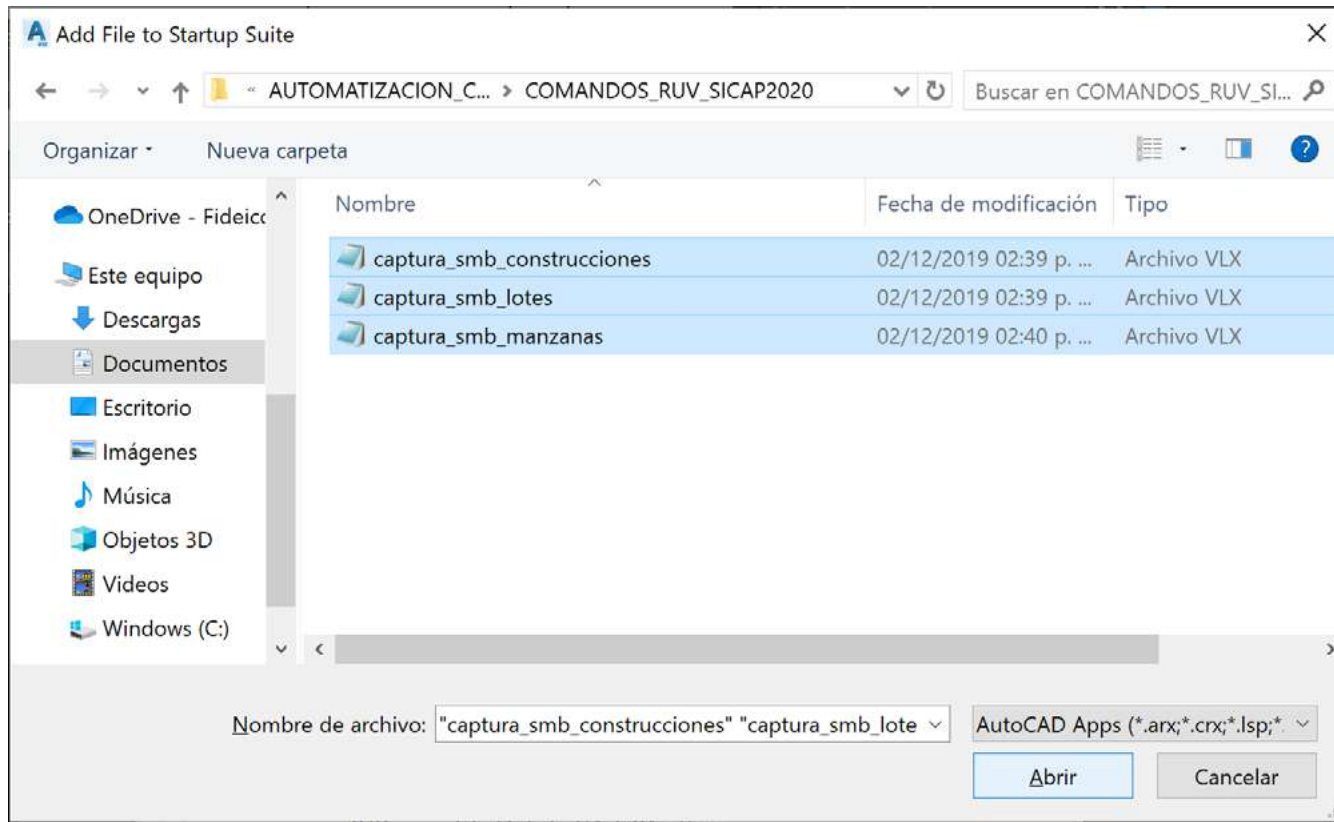 Add File to Startup Suite
« AUTOMATIZACION_C... > COMANDOS_RUV_SICAP2020
Buscar en COMANDOS_RUV_SI...
Organizar
Nueva carpeta
OneDrive - Fideico
Este equipo
Descargas
Documentos
Escritorio
Imágenes
Música
Objetos 3D
Videos
Windows (C:)
Nombre Fecha de modificación Tipo
captura_smb_construcciones 02/12/2019 02:39 p. ... Archivo VLX
captura_smb_lotes 02/12/2019 02:39 p. ... Archivo VLX
captura_smb_manzanas 02/12/2019 02:40 p. ... Archivo VLX
Nombre de archivo: "captura_smb_construcciones" "captura_smb_lote
AutoCAD Apps (*.arx;*.crx;*.lsp;*.
Abrir
Cancelar